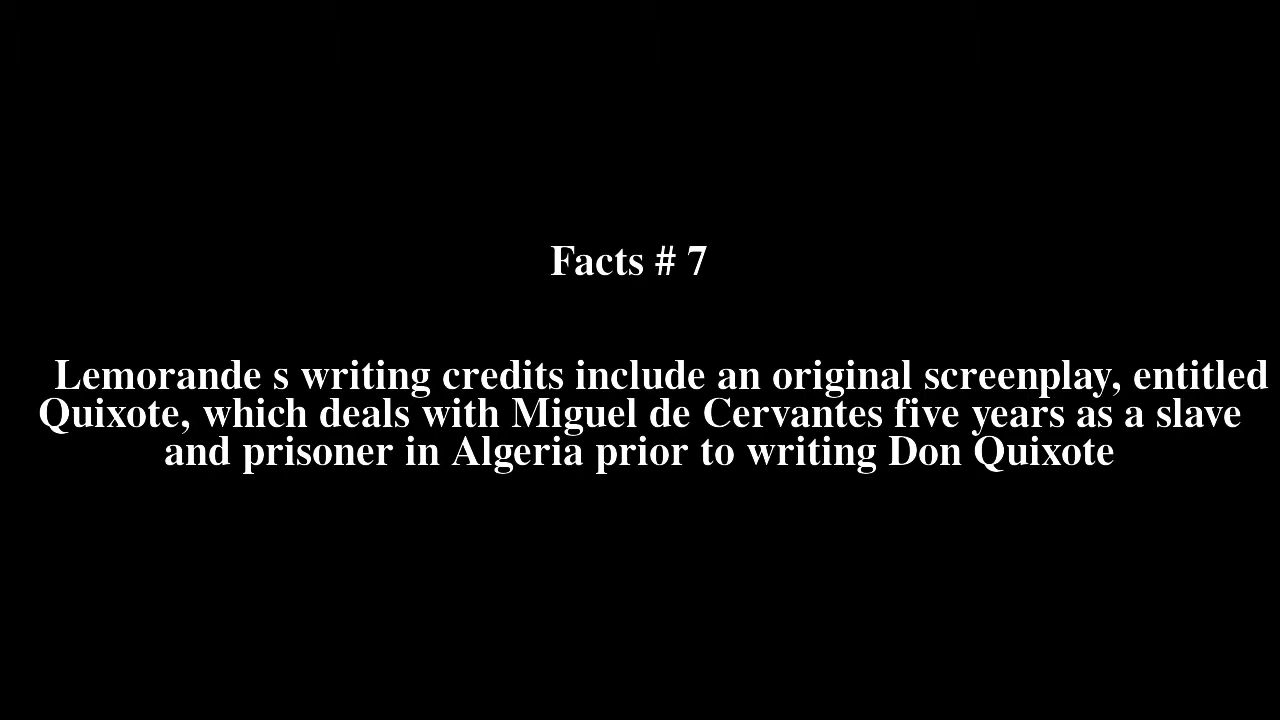 Facts # 7
Lemorande s writing credits include an original screenplay, entitled
Quixote, which deals with Miguel de Cervantes five years as a slave
and prisoner in Algeria prior to writing Don Quixote